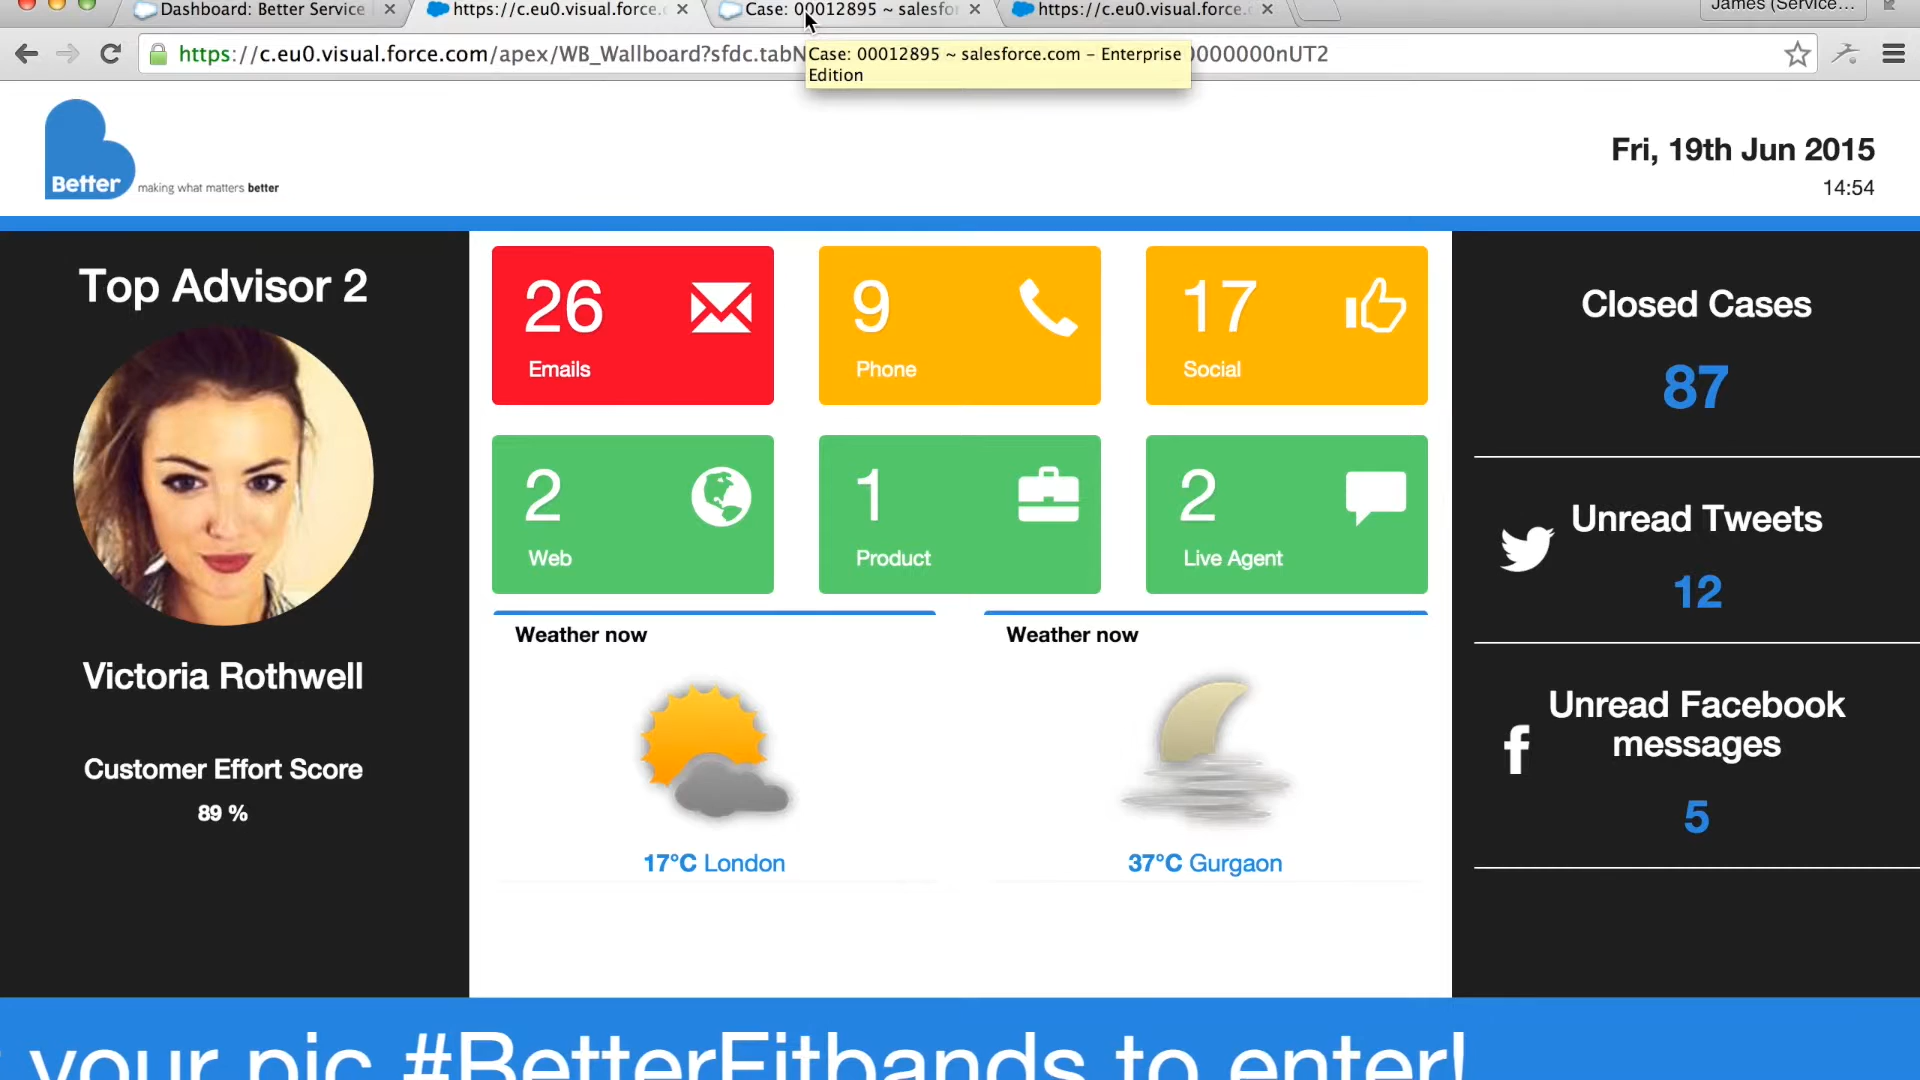 Dashboard: Better Service
https://c.eu0.visual.force.
Case: 00012895 ~ salesfo
https://c.eu0.visual.force.
James (Service...
https://c.eu0.visual.force.com/apex/WB_Wallboard?sfdc.tabN
0000000nUT2
Case: 00012895 ~ salesforce.com – Enterprise
Edition
Better
making what matters better
Fri, 19th Jun 2015
14:54
Top Advisor 2
Victoria Rothwell
Customer Effort Score
89 %
26
Emails
9
Phone
17
Social
2
Web
1
Product
2
Live Agent
Weather now
17°C London
Weather now
37°C Gurgaon
Closed Cases
87
Unread Tweets
12
Unread Facebook
messages
5
your pic #BetterFitbands to enter!